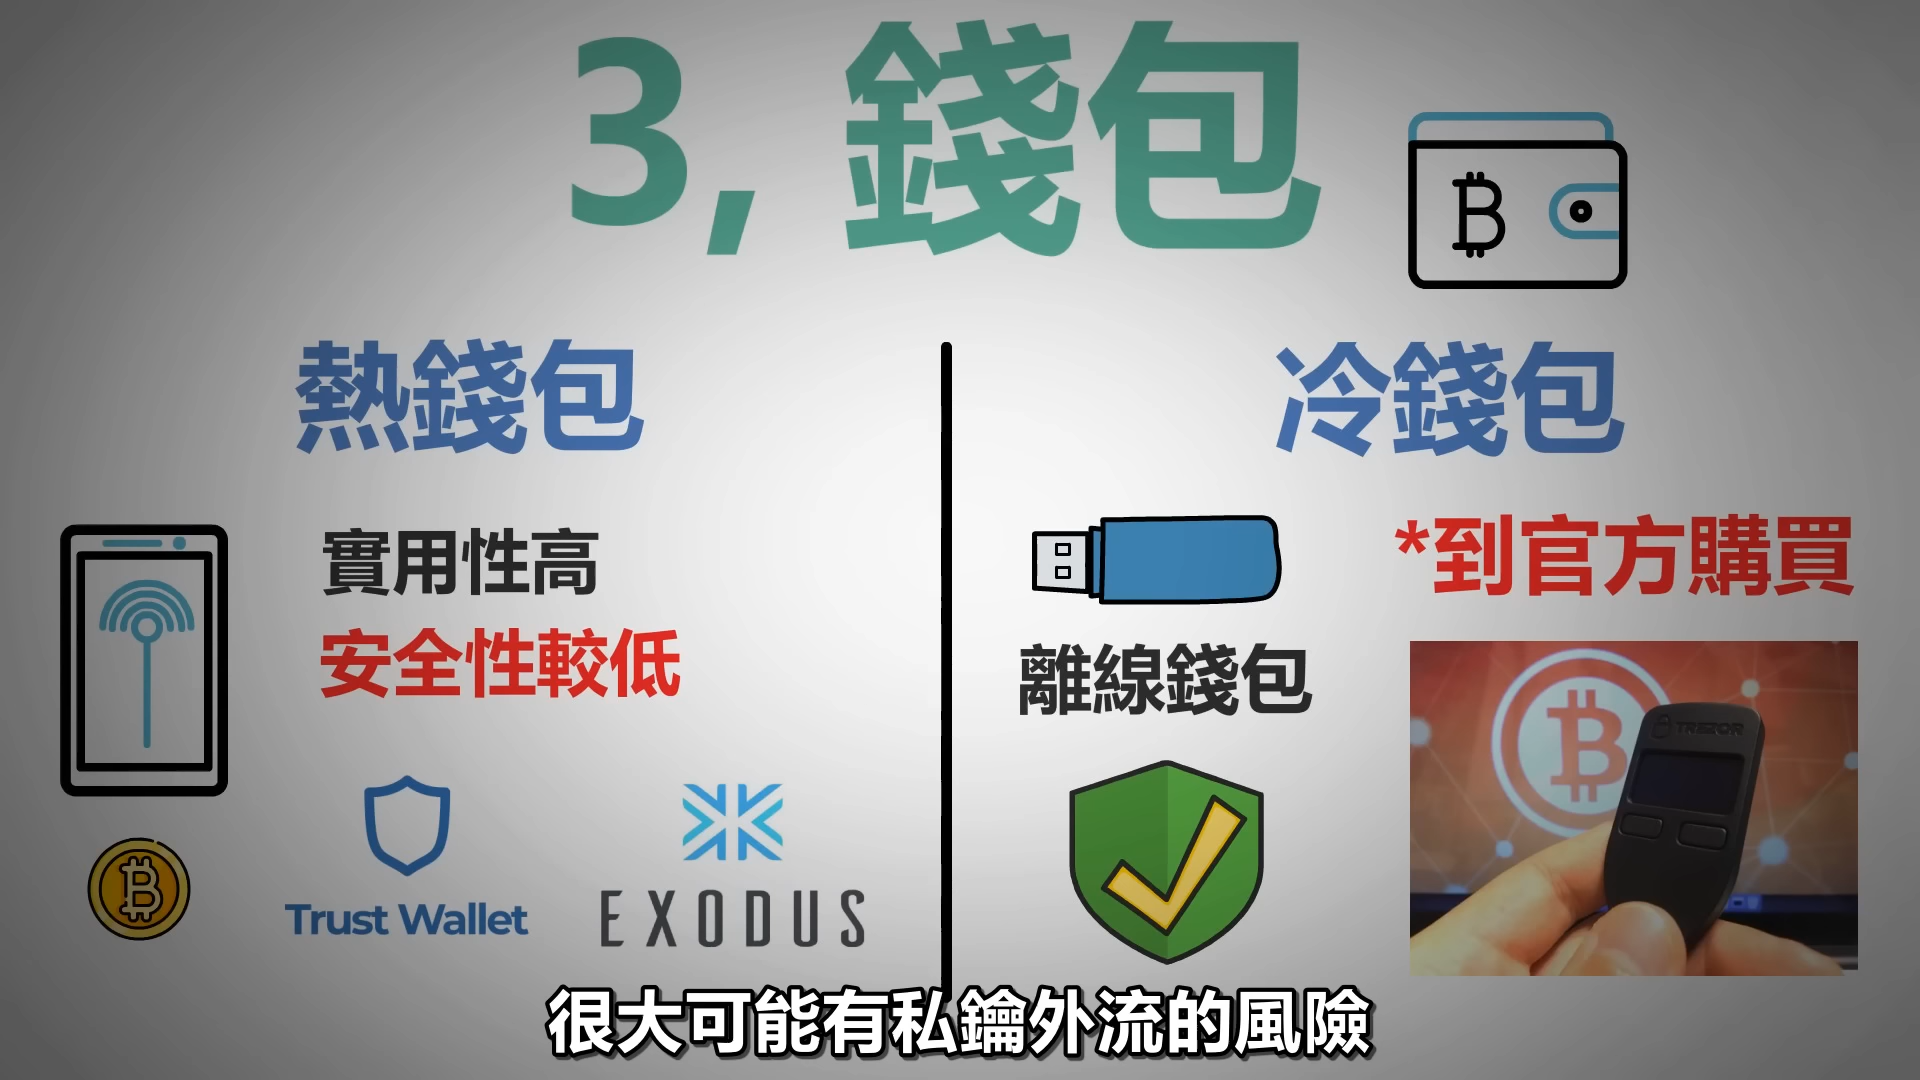 3, 錢包
熱錢包
實用性高
安全性較低
Trust Wallet
EXODUS
冷錢包
*到官方購買
離線錢包
TREZOR
很大可能有私鑰外流的風險